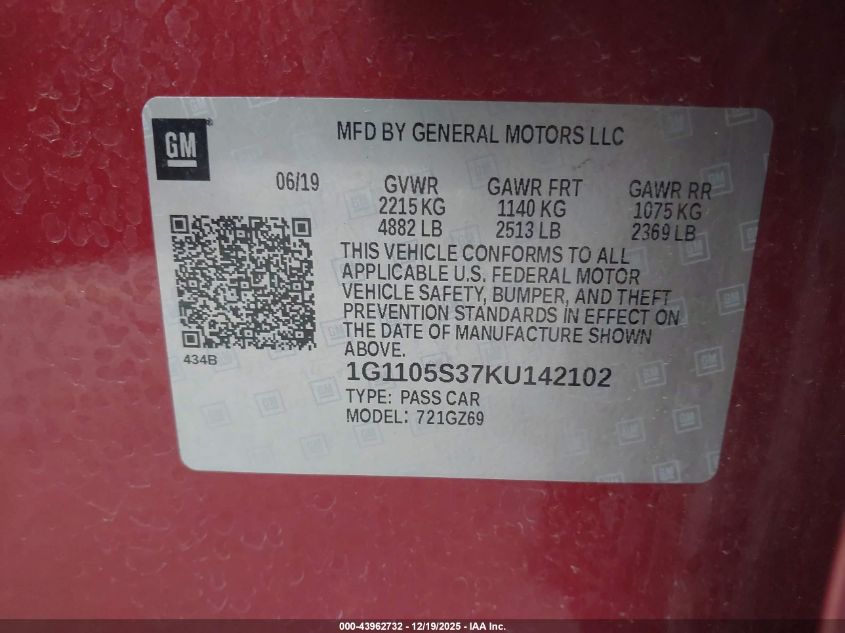 GM
MFD BY GENERAL MOTORS LLC
06/19
GVWR
2215 KG
4882 LB
GAWR FRT
1140 KG
2513 LB
GAWR RR
1075 KG
2369 LB
THIS VEHICLE CONFORMS TO ALL
APPLICABLE U.S. FEDERAL MOTOR
VEHICLE SAFETY, BUMPER, AND THEFT
PREVENTION STANDARDS IN EFFECT ON
THE DATE OF MANUFACTURE SHOWN
ABOVE.
434B
1G1105S37KU142102
TYPE: PASS CAR
MODEL: 721GZ69
000-43962732 - 12/19/2025 - IAA Inc.